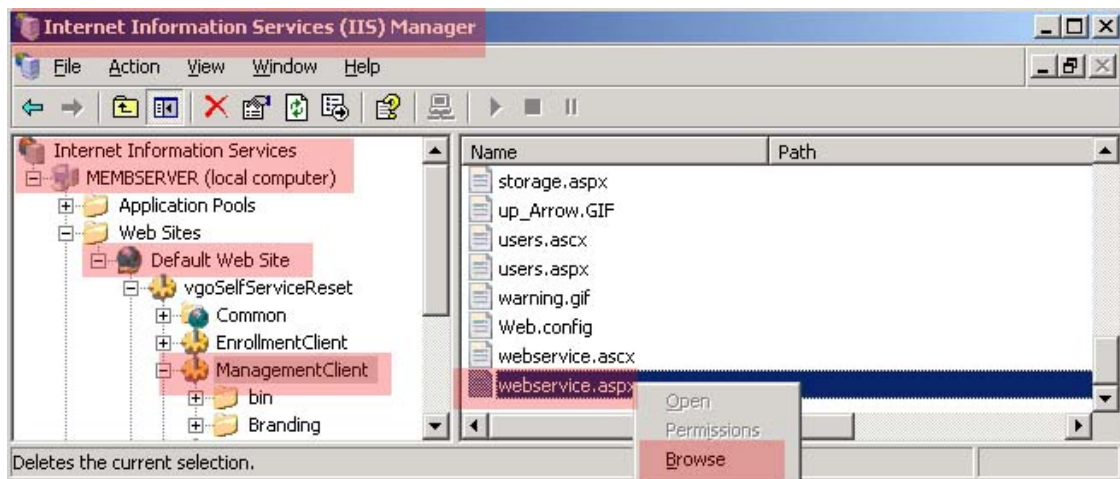 Internet Information Services (IIS) Manager
File Action View Window Help
Internet Information Services
MEMBSERVER (local computer)
Application Pools
Web Sites
Default Web Site
vgoSelfServiceReset
Common
EnrollmentClient
ManagementClient
bin
Branding
Name Path
storage.aspx
up_Arrow.GIF
users.ascx
users.aspx
warning.gif
Web.config
webservice.ascx
webservice.aspx
Open
Permissions
Browse
Deletes the current selection.